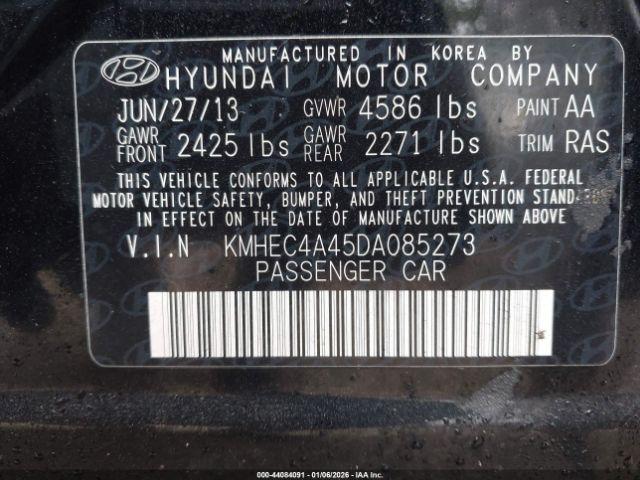 MANUFACTURED IN KOREA BY
HYUNDAI MOTOR COMPANY
JUN/27/13 GVWR 4586 lbs PAINT AA
GAWR FRONT 2425 lbs GAWR REAR 2271 lbs TRIM RAS
THIS VEHICLE CONFORMS TO ALL APPLICABLE U.S.A. FEDERAL
MOTOR VEHICLE SAFETY, BUMPER, AND THEFT PREVENTION STANDARDS
IN EFFECT ON THE DATE OF MANUFACTURE SHOWN ABOVE
V.I.N KMHEC4A45DA085273
PASSENGER CAR
000-44084091 - 01/06/2026 - IAA Inc.